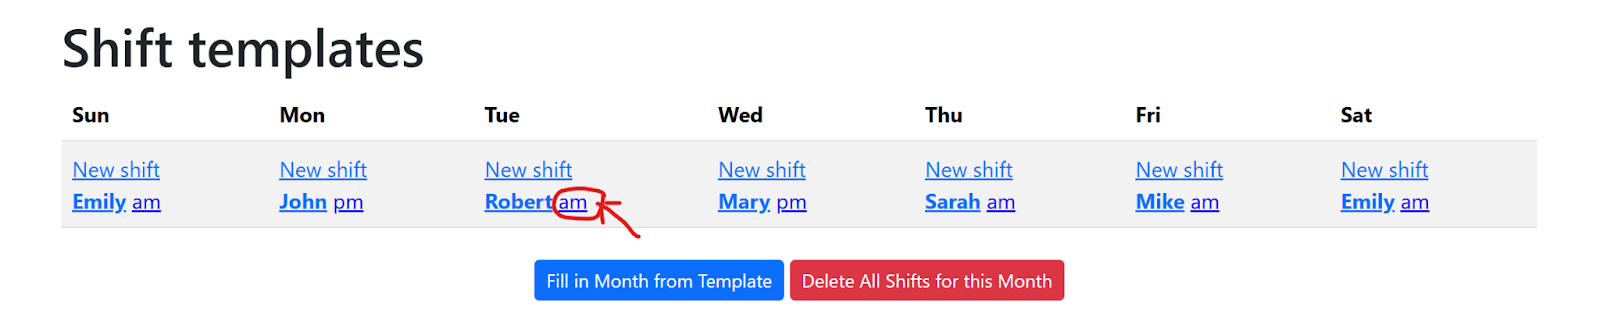 Shift templates
Sun Mon Tue Wed Thu Fri Sat
New shift New shift New shift New shift New shift New shift New shift
Emily am John pm Robert am Mary pm Sarah am Mike am Emily am
Fill in Month from Template Delete All Shifts for this Month